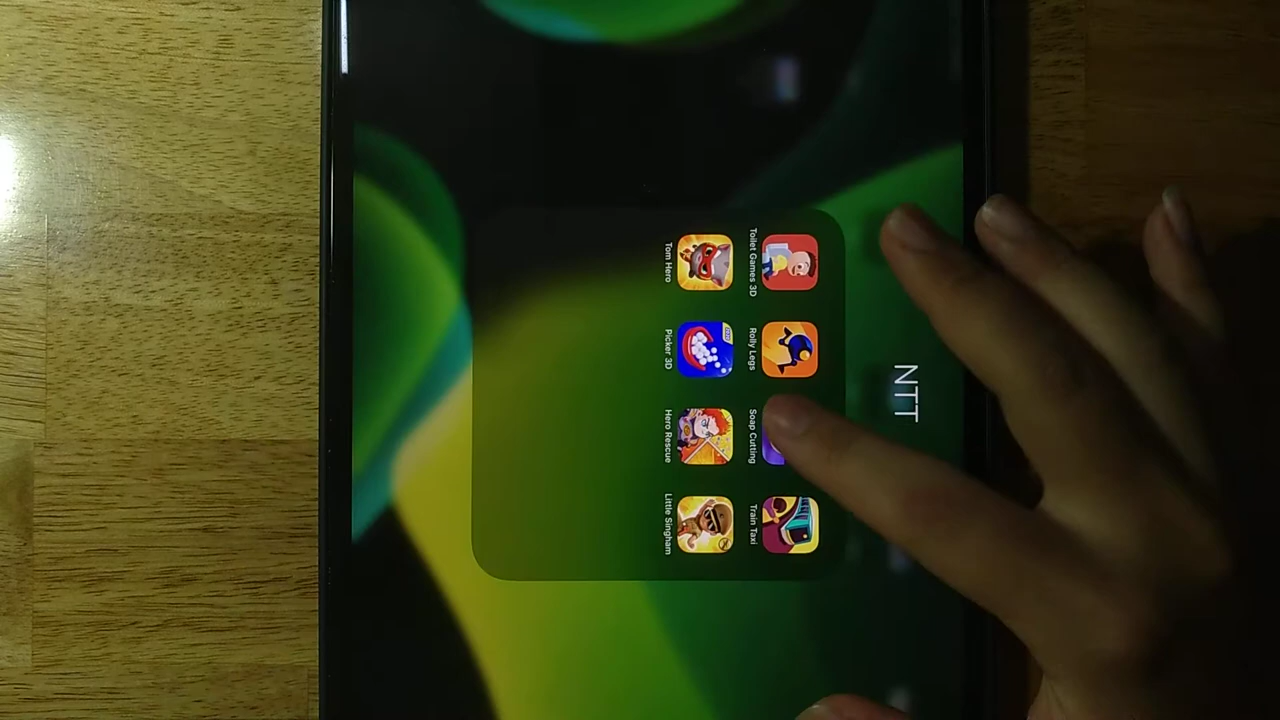 NTT
Toilet Games 3D
Rolly Legs
Soap Cutting
Train Taxi
Tom Hero
Picker 3D
Hero Rescue
Little Singham